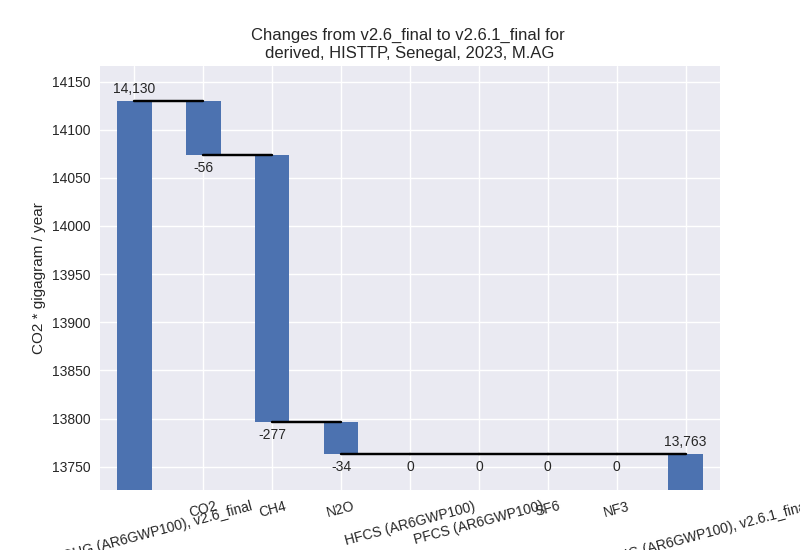 Changes from v2.6_final to v2.6.1_final for
derived, HISTTP, Senegal, 2023, M.AG
CO2 * gigagram / year
14150
14100
14050
14000
13950
13900
13850
13800
13750
14,130
-56
-277
-34
0
0
0
0
13,763
(AR6GWP100), v2.6_final
CO2
CH4
N2O
HFCS (AR6GWP100)
PFCS (AR6GWP100)
SF6
NF3
(AR6GWP100), v2.6.1_fina